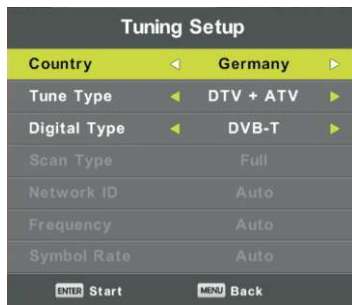 Tuning Setup
Country Germany
Tune Type DTV + ATV
Digital Type DVB-T
Scan Type Full
Network ID Auto
Frequency Auto
Symbol Rate Auto
ENTER Start MENU Back